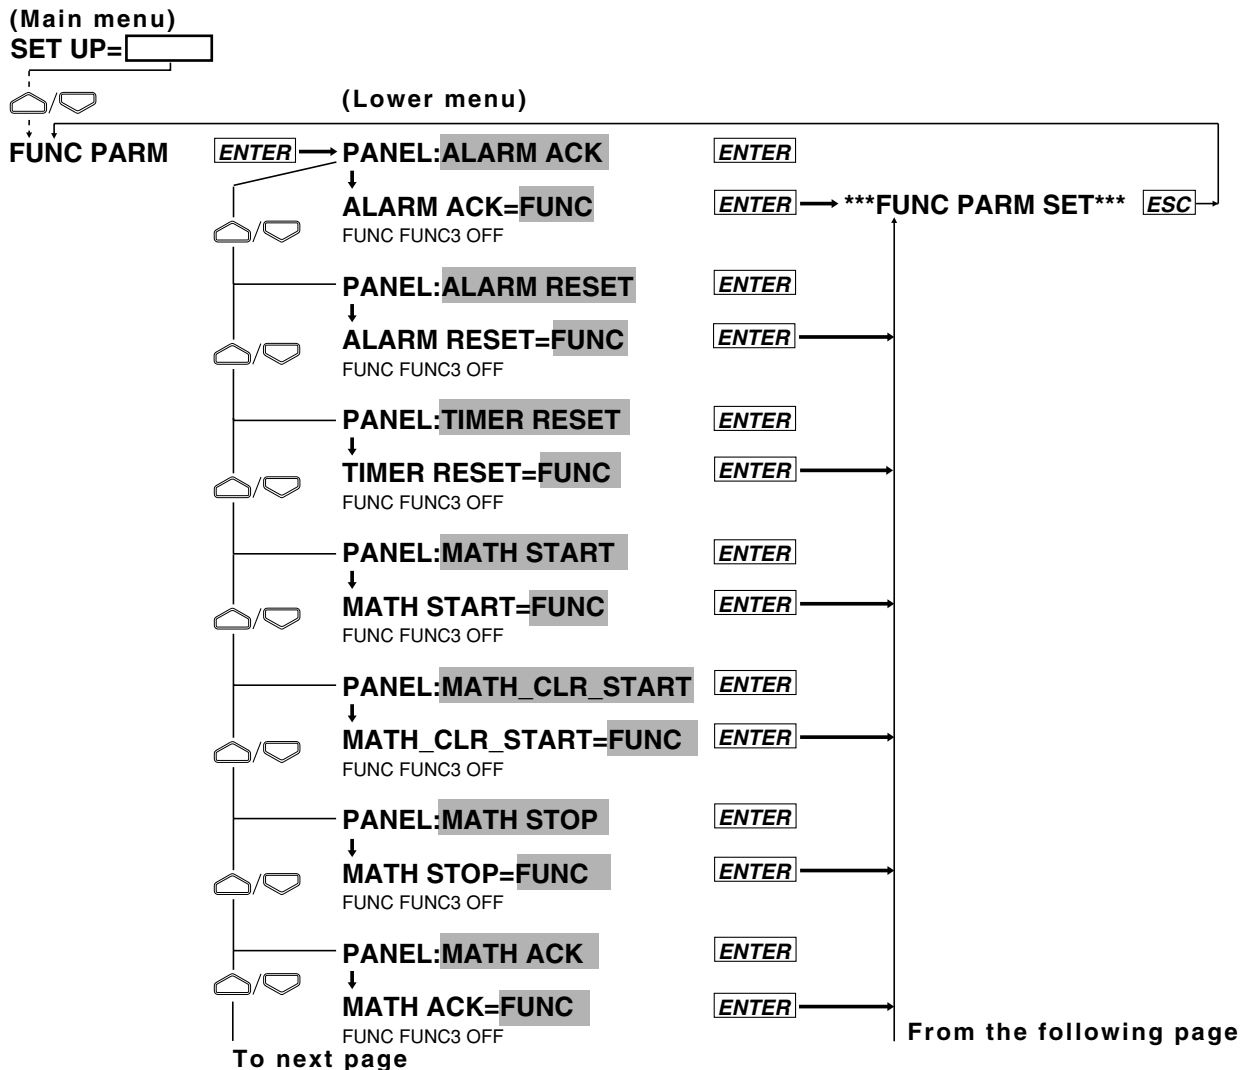 (Main menu)
SET UP=
(Lower menu)
FUNC PARM ENTER PANEL:ALARM ACK ENTER
ALARM ACK=FUNC ENTER ***FUNC PARM SET*** ESC
FUNC FUNC3 OFF
PANEL:ALARM RESET ENTER
ALARM RESET=FUNC ENTER
FUNC FUNC3 OFF
PANEL:TIMER RESET ENTER
TIMER RESET=FUNC ENTER
FUNC FUNC3 OFF
PANEL:MATH START ENTER
MATH START=FUNC ENTER
FUNC FUNC3 OFF
PANEL:MATH_CLR_START ENTER
MATH_CLR_START=FUNC ENTER
FUNC FUNC3 OFF
PANEL:MATH STOP ENTER
MATH STOP=FUNC ENTER
FUNC FUNC3 OFF
PANEL:MATH ACK ENTER
MATH ACK=FUNC ENTER
FUNC FUNC3 OFF
From the following page
To next page